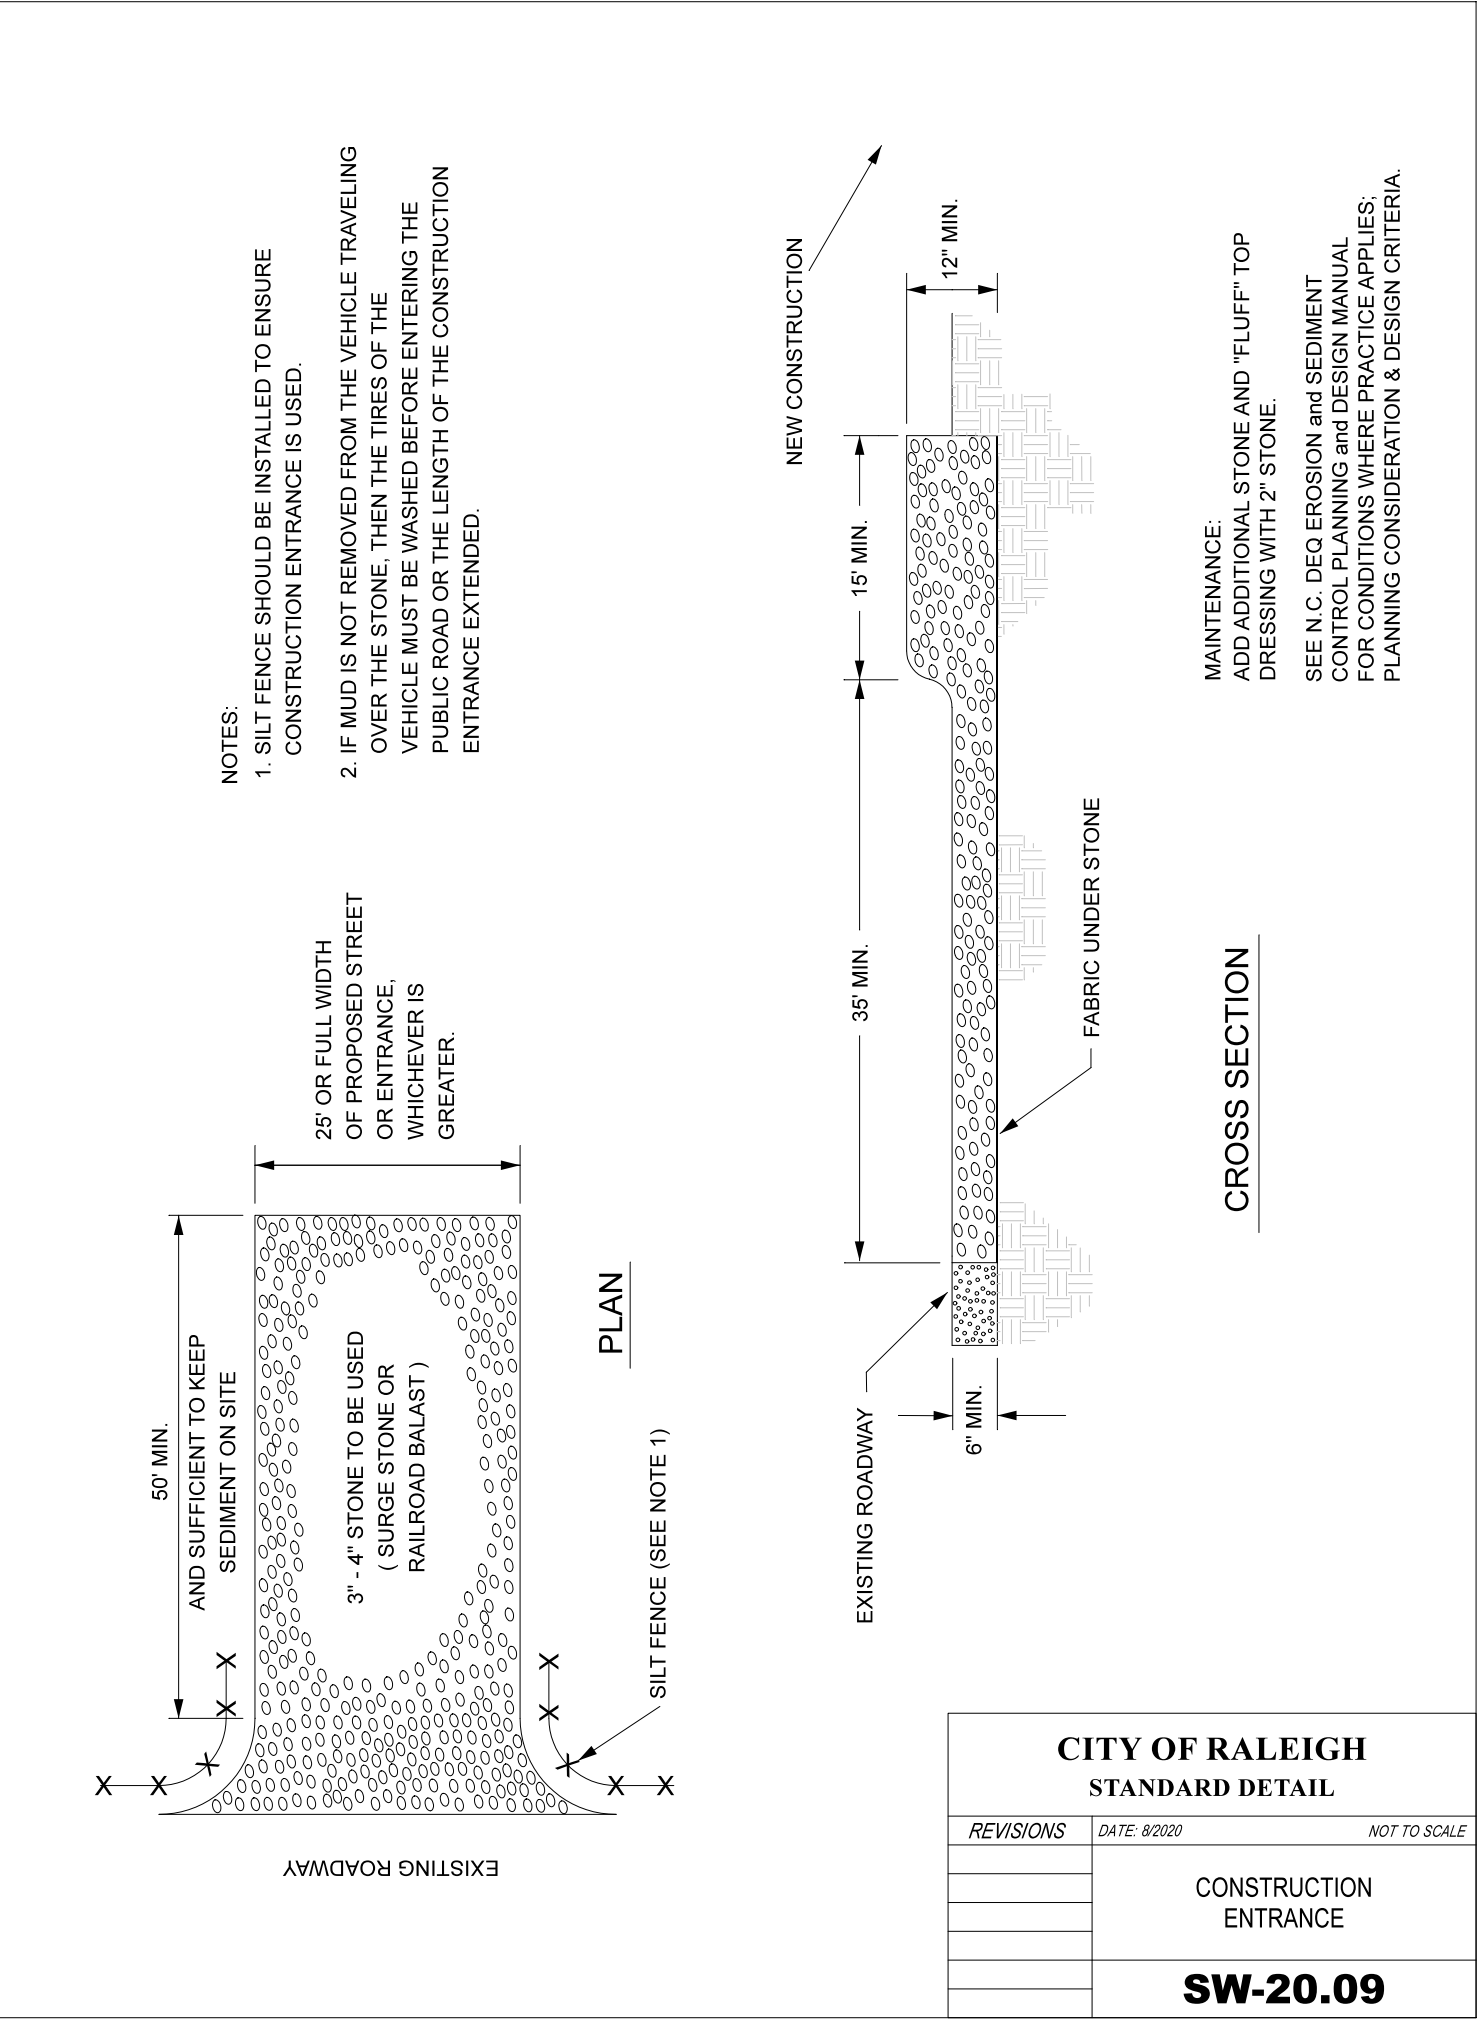 50' MIN.
AND SUFFICIENT TO KEEP
SEDIMENT ON SITE
25' OR FULL WIDTH
OF PROPOSED STREET
OR ENTRANCE,
WHICHEVER IS
GREATER.
3" - 4" STONE TO BE USED
( SURGE STONE OR
RAILROAD BALAST )
EXISTING ROADWAY
SILT FENCE (SEE NOTE 1)
PLAN
NOTES:
1. SILT FENCE SHOULD BE INSTALLED TO ENSURE
CONSTRUCTION ENTRANCE IS USED.
2. IF MUD IS NOT REMOVED FROM THE VEHICLE TRAVELING
OVER THE STONE, THEN THE TIRES OF THE
VEHICLE MUST BE WASHED BEFORE ENTERING THE
PUBLIC ROAD OR THE LENGTH OF THE CONSTRUCTION
ENTRANCE EXTENDED.
NEW CONSTRUCTION
EXISTING ROADWAY
35' MIN.
15' MIN.
12" MIN.
6" MIN.
FABRIC UNDER STONE
CROSS SECTION
MAINTENANCE:
ADD ADDITIONAL STONE AND "FLUFF" TOP
DRESSING WITH 2" STONE.
SEE N.C. DEQ EROSION and SEDIMENT
CONTROL PLANNING and DESIGN MANUAL
FOR CONDITIONS WHERE PRACTICE APPLIES;
PLANNING CONSIDERATION & DESIGN CRITERIA.
CITY OF RALEIGH
STANDARD DETAIL
REVISIONS
DATE: 8/2020
NOT TO SCALE
CONSTRUCTION
ENTRANCE
SW-20.09